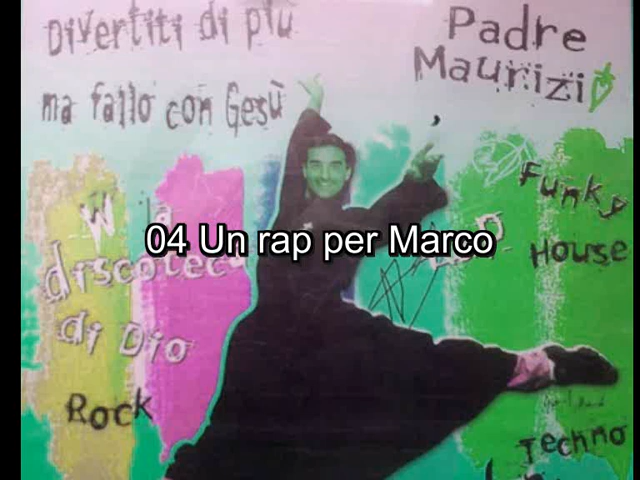 Divertiti di più
ma fallo con Gesù
Padre
Maurizio
W la
discoteca
di Dio
04 Un rap per Marco
Funky
House
Rock
Techno